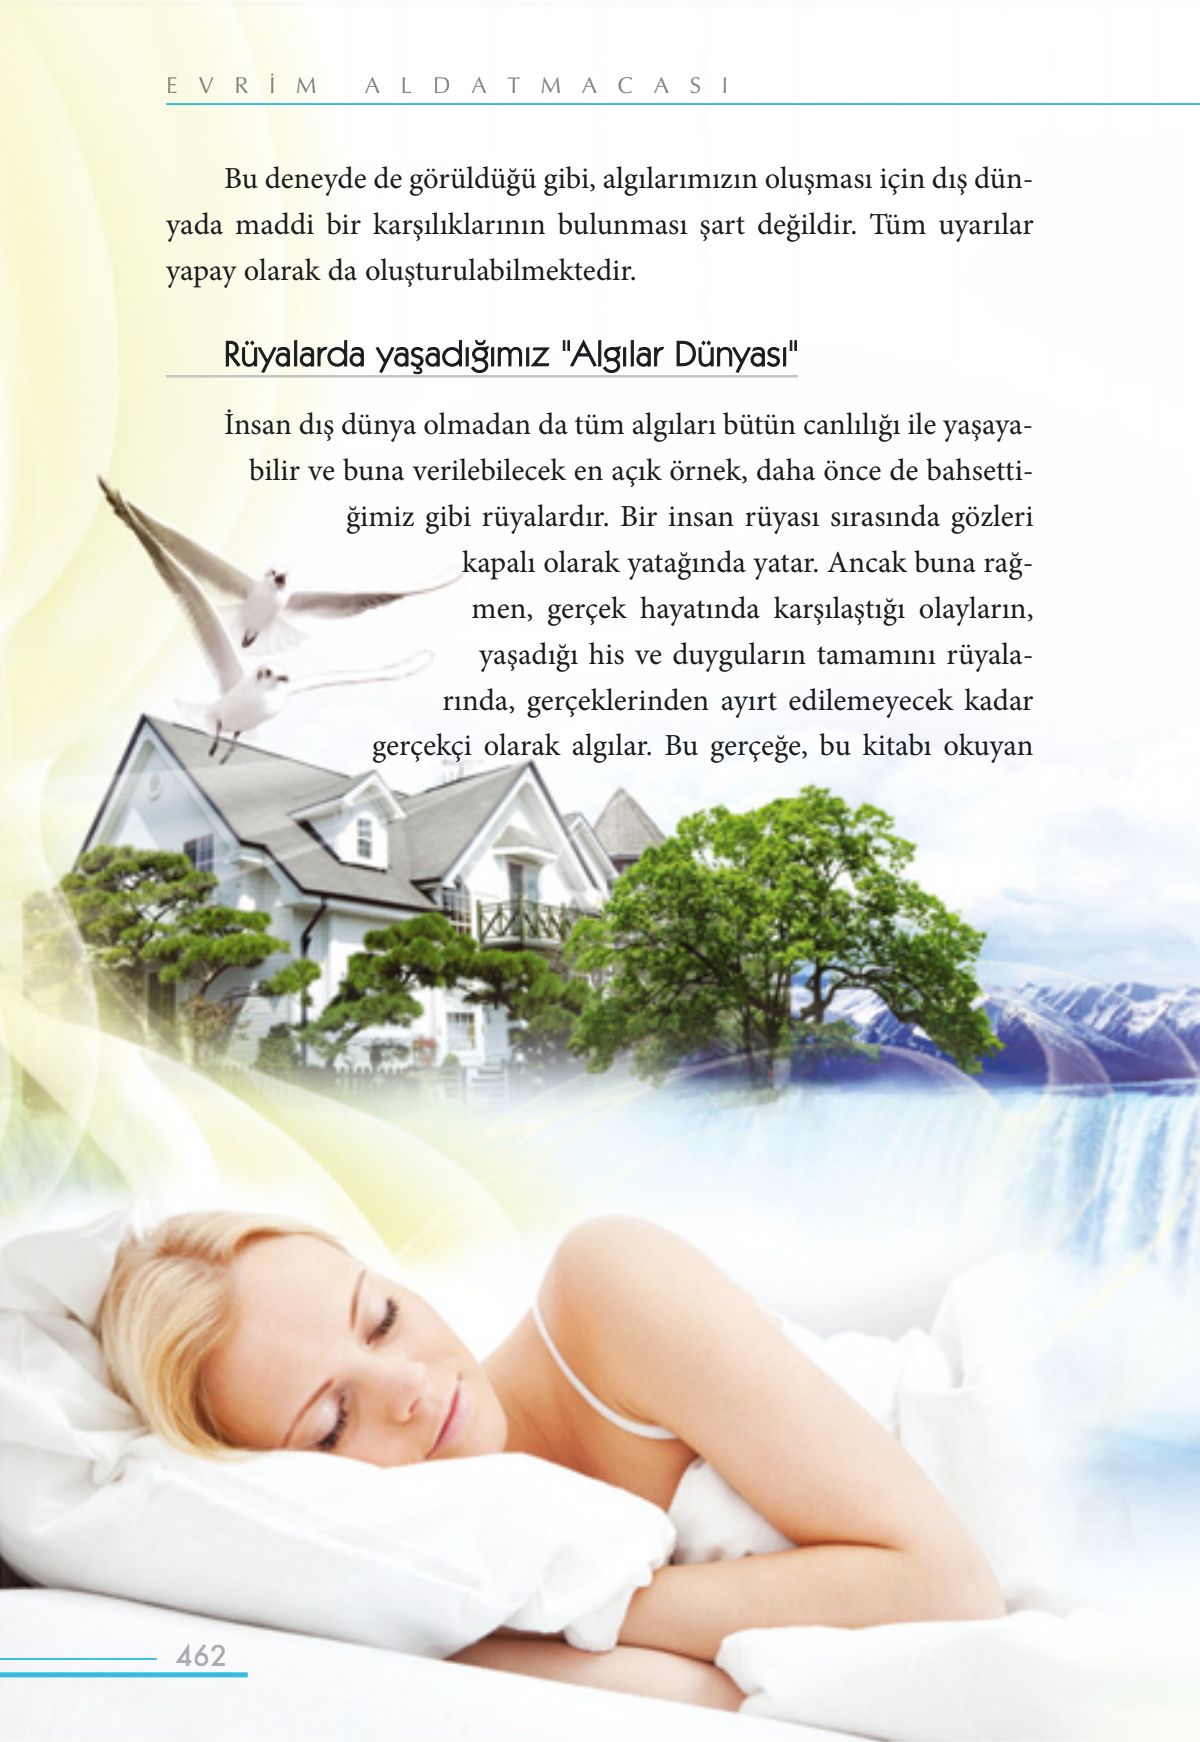 EVRİM ALDATMACASI
Bu deneyde de görüldüğü gibi, algılarımızın oluşması için dış dün-
yada maddi bir karşılıklarının bulunması şart değildir. Tüm uyarılar
yapay olarak da oluşturulabilmektedir.
Rüyalarda yaşadığımız "Algılar Dünyası"
İnsan dış dünya olmadan da tüm algıları bütün canlılığı ile yaşaya-
bilir ve buna verilebilecek en açık örnek, daha önce de bahsetti-
ğimiz gibi rüyalardır. Bir insan rüyası sırasında gözleri
kapalı olarak yatağında yatar. Ancak buna rağ-
men, gerçek hayatında karşılaştığı olayların,
yaşadığı his ve duyguların tamamını rüyala-
rında, gerçeklerinden ayırt edilemeyecek kadar
gerçekçi olarak algılar. Bu gerçeğe, bu kitabı okuyan
462